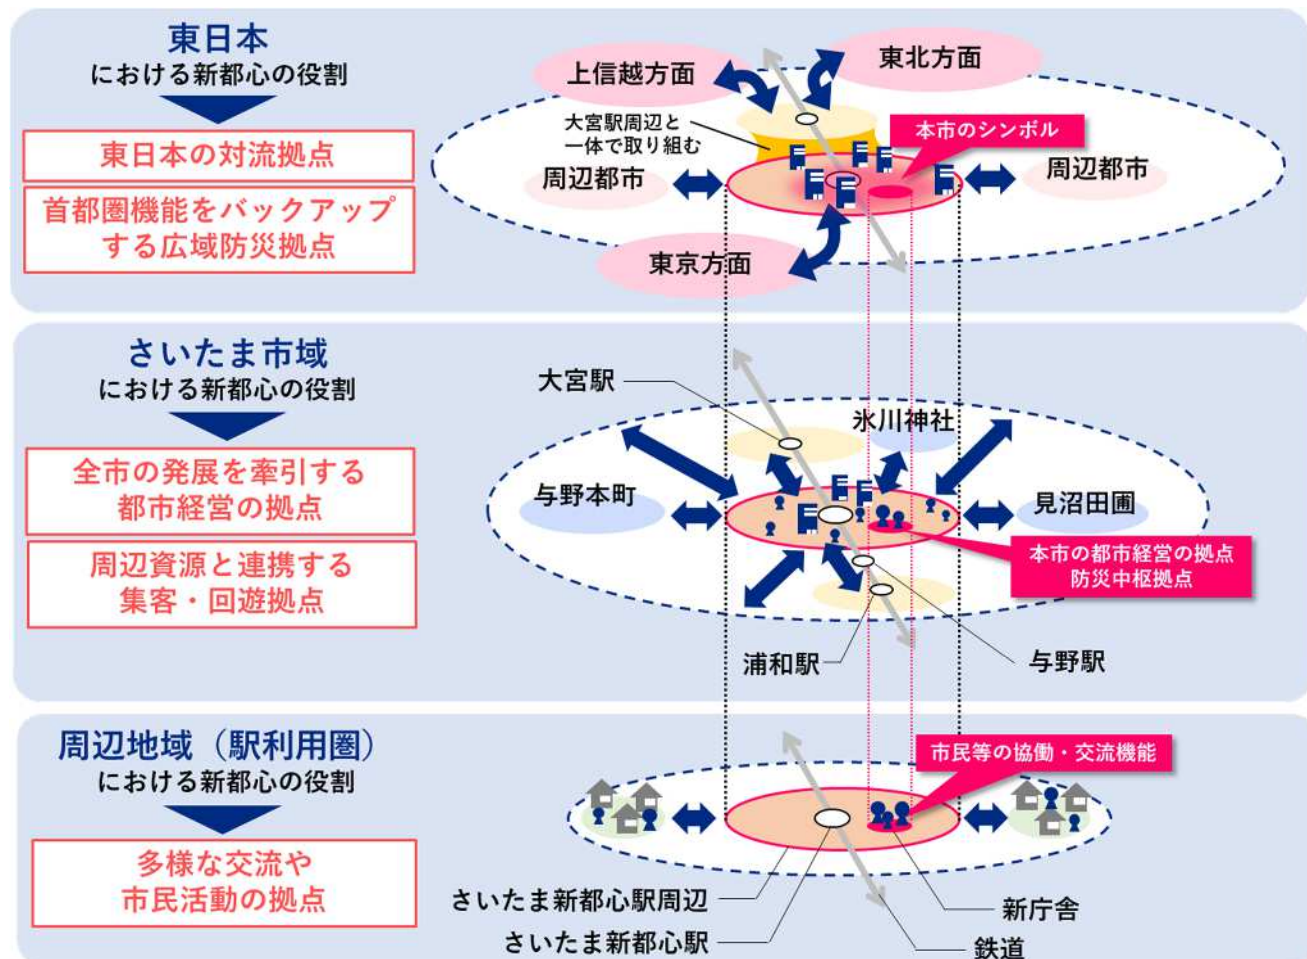 東日本
における新都心の役割
東日本の対流拠点
首都圏機能をバックアップ
する広域防災拠点
上信越方面
東北方面
大宮駅周辺と
一体で取り組む
本市のシンボル
周辺都市
周辺都市
東京方面
さいたま市域
における新都心の役割
全市の発展を牽引する
都市経営の拠点
周辺資源と連携する
集客・回遊拠点
大宮駅
氷川神社
与野本町
見沼田圃
本市の都市経営の拠点
防災中枢拠点
浦和駅
与野駅
周辺地域（駅利用圏）
における新都心の役割
多様な交流や
市民活動の拠点
市民等の協働・交流機能
さいたま新都心駅周辺
さいたま新都心駅
新庁舎
鉄道